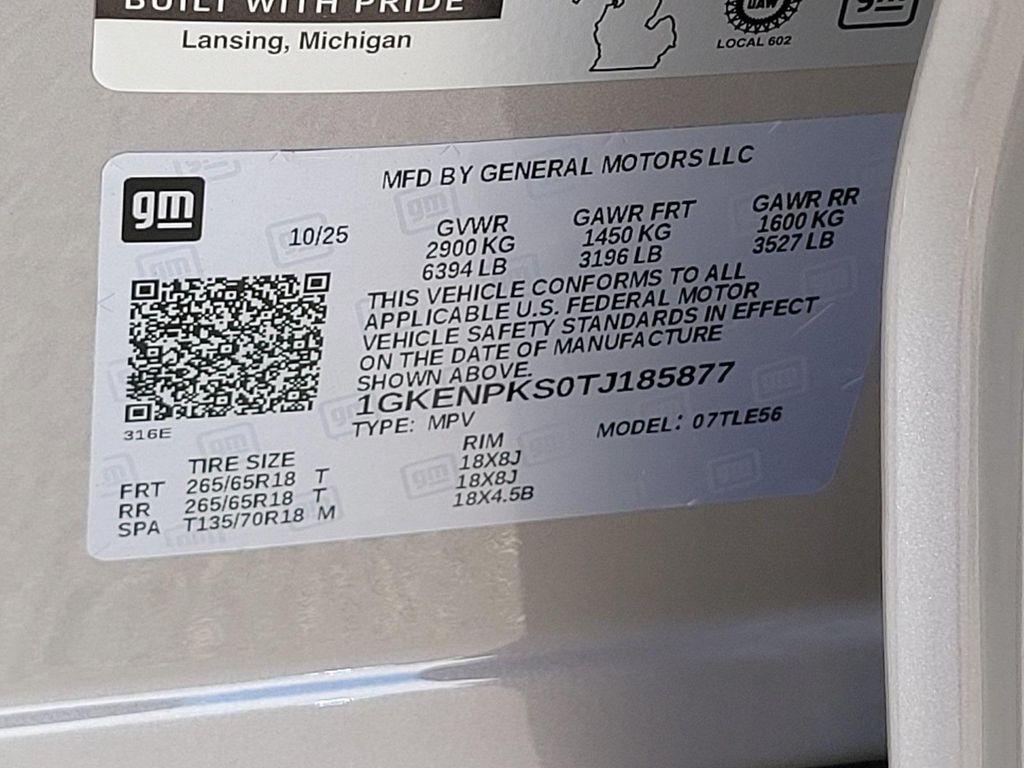 BUILT WITH PRIDE
Lansing, Michigan
UAW
LOCAL 602
gm
MFD BY GENERAL MOTORS LLC
gm
10/25
GVWR
2900 KG
6394 LB
GAWR FRT
1450 KG
3196 LB
GAWR RR
1600 KG
3527 LB
THIS VEHICLE CONFORMS TO ALL
APPLICABLE U.S. FEDERAL MOTOR
VEHICLE SAFETY STANDARDS IN EFFECT
ON THE DATE OF MANUFACTURE
SHOWN ABOVE.
1GKENPKS0TJ185877
TYPE: MPV
MODEL: 07TLE56
316E
TIRE SIZE RIM
FRT 265/65R18 T 18X8J
RR 265/65R18 T 18X8J
SPA T135/70R18 M 18X4.5B